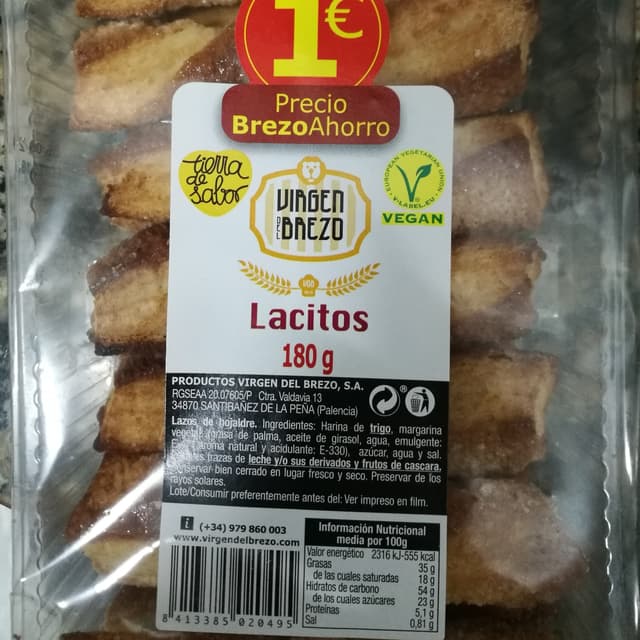 1€
Precio
BrezoAhorro
tierra
de
sabor
VIRGEN
DEL
BREZO
EUROPEAN VEGETARIAN UNION
V-LABEL.EU
VEGAN
Lacitos
180 g
PRODUCTOS VIRGEN DEL BREZO, S.A.
RGSEAA 20.07605/P Ctra. Valdavia 13
34870 SANTIBAÑEZ DE LA PEÑA (Palencia)
Lazos de hojaldre. Ingredientes: Harina de trigo, margarina
vegetal (grasa de palma, aceite de girasol, agua, emulgente:
aroma natural y acidulante: E-330), azúcar, agua y sal.
trazas de leche y/o sus derivados y frutos de cascara.
Conservar bien cerrado en lugar fresco y seco. Preservar de los
rayos solares.
Lote/Consumir preferentemente antes del: Ver impreso en film.
i (+34) 979 860 003
www.virgendelbrezo.com
8 413385 020495
Información Nutricional
media por 100g
Valor energético 2316 kJ-555 kcal
Grasas 35 g
de las cuales saturadas 18 g
Hidratos de carbono 54 g
de los cuales azúcares 23 g
Proteínas 5,1 g
Sal 0,81 g